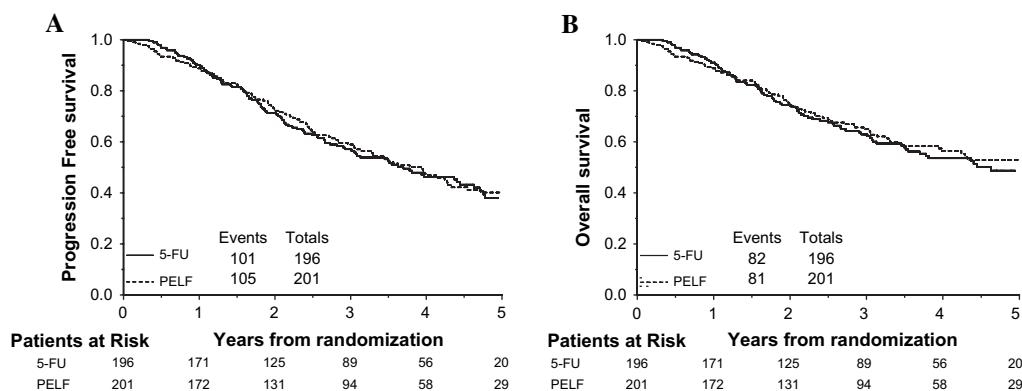 A
Progression Free survival
1.0
0.8
0.6
0.4
0.2
0.0
Events Totals
5-FU 101 196
PELF 105 201
0 1 2 3 4 5
Patients at Risk Years from randomization
5-FU 196 171 125 89 56 20
PELF 201 172 131 94 58 29
B
Overall survival
1.0
0.8
0.6
0.4
0.2
0.0
Events Totals
5-FU 82 196
PELF 81 201
0 1 2 3 4 5
Patients at Risk Years from randomization
5-FU 196 171 125 89 56 20
PELF 201 172 131 94 58 29